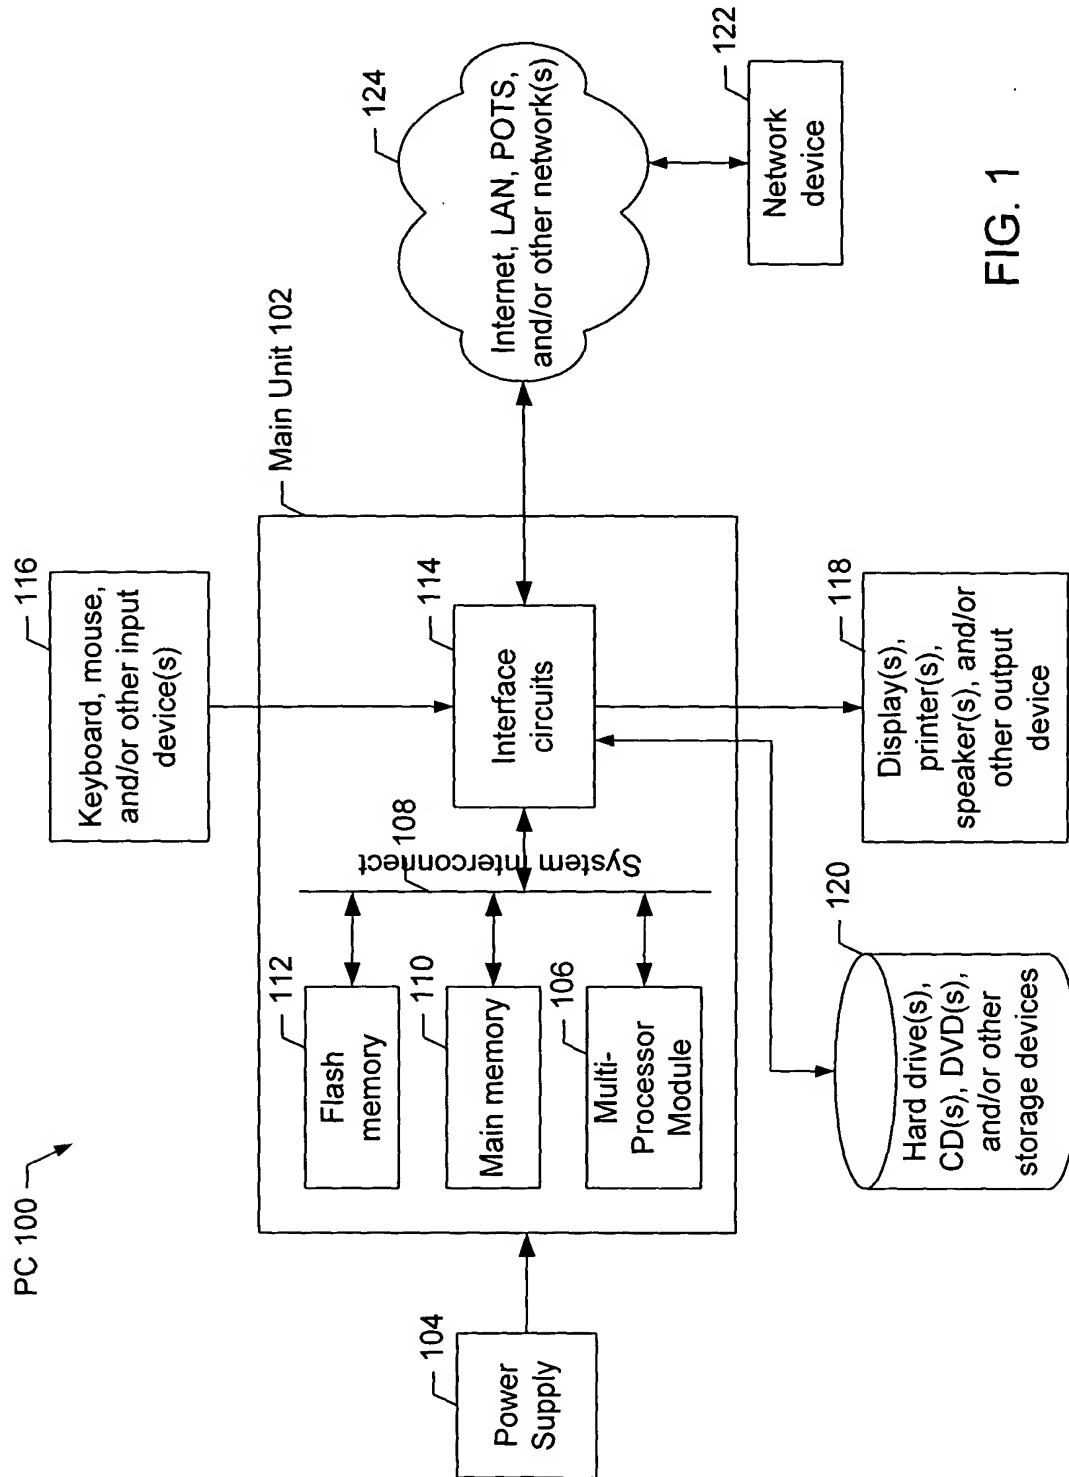 PC 100
116
Keyboard, mouse,
and/or other input
device(s)
Main Unit 102
124
Internet, LAN, POTS,
and/or other network(s)
122
Network
device
104
Power
Supply
112
Flash
memory
110
Main memory
106
Multi-
Processor
Module
108
System Interconnect
114
Interface
circuits
120
Hard drive(s),
CD(s), DVD(s),
and/or other
storage devices
118
Display(s),
printer(s),
speaker(s), and/or
other output
device
FIG. 1